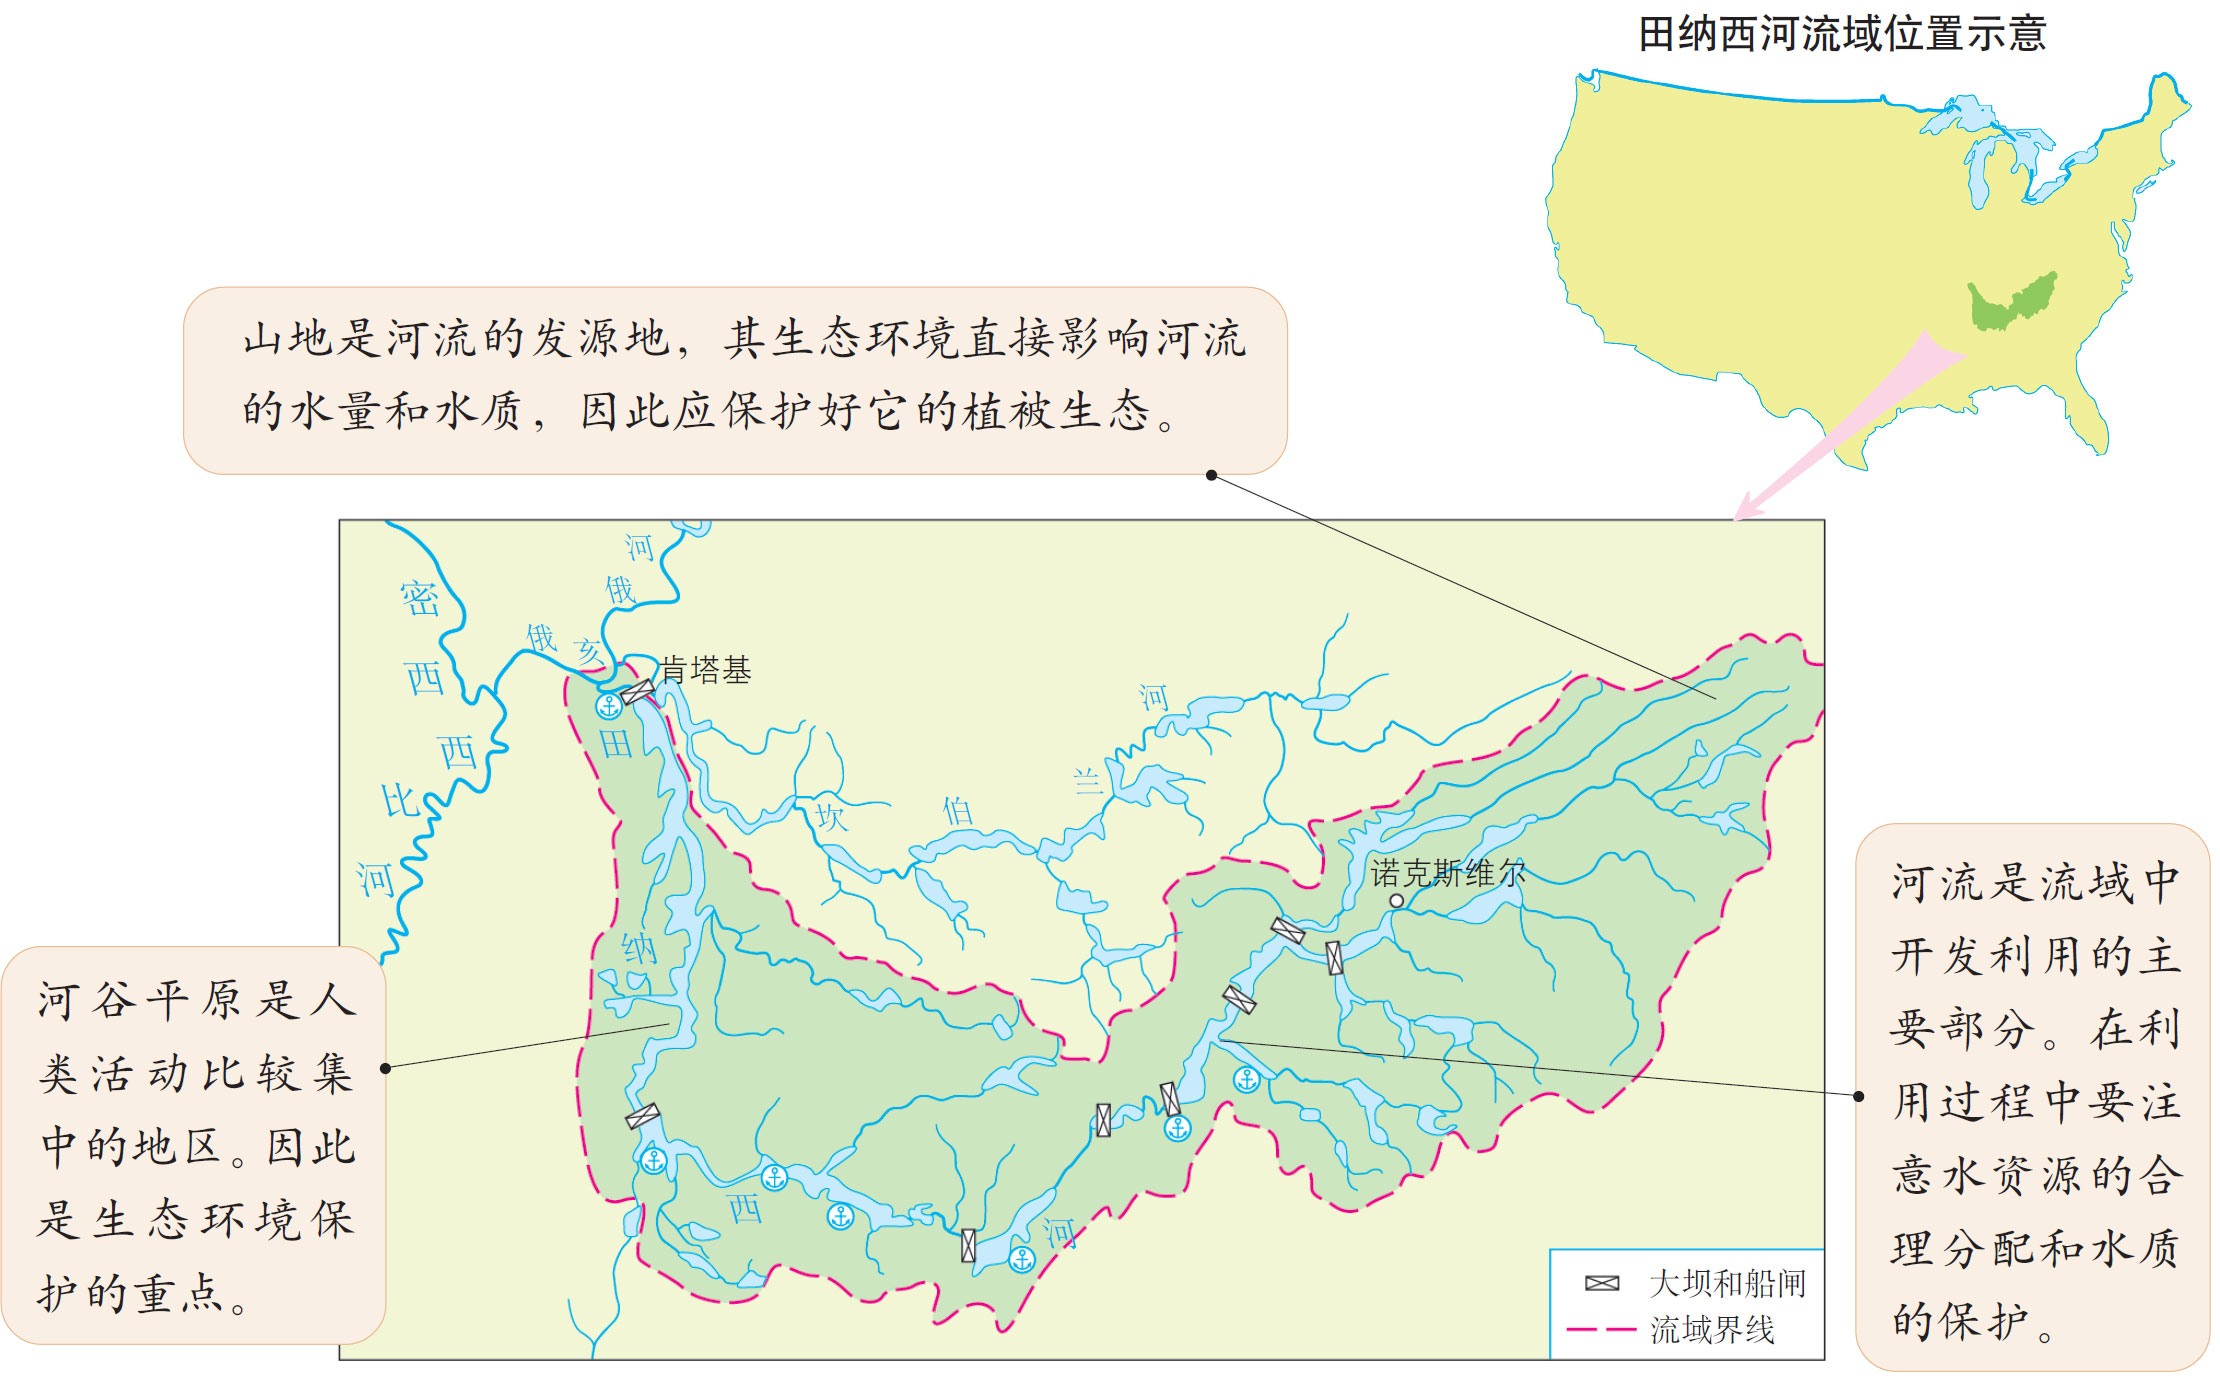 田纳西河流域位置示意
山地是河流的发源地，其生态环境直接影响河流
的水量和水质，因此应保护好它的植被生态。
密西西比河
俄亥俄河
肯塔基
坎伯兰河
诺克斯维尔
田纳西河
河谷平原是人
类活动比较集
中的地区。因此
是生态环境保
护的重点。
河流是流域中
开发利用的主
要部分。在利
用过程中要注
意水资源的合
理分配和水质
的保护。
大坝和船闸
流域界线